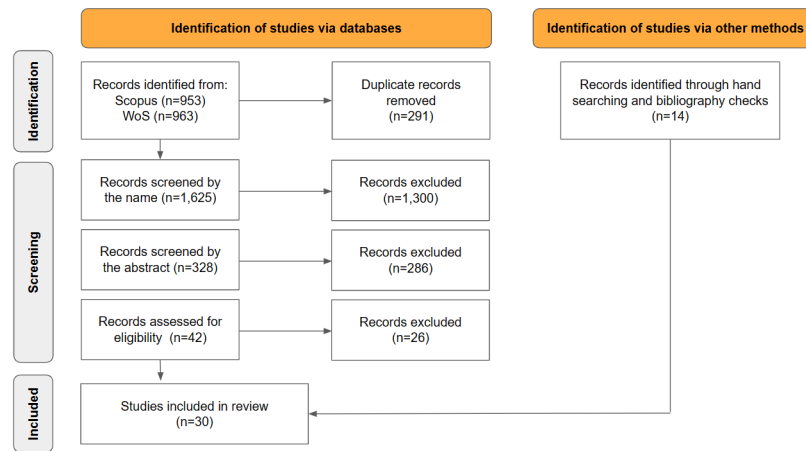 Identification of studies via databases
Identification of studies via other methods
Identification
Records identified from:
Scopus (n=953)
WoS (n=963)
Duplicate records
removed
(n=291)
Records identified through hand
searching and bibliography checks
(n=14)
Screening
Records screened by
the name (n=1,625)
Records excluded
(n=1,300)
Records screened by
the abstract (n=328)
Records excluded
(n=286)
Records assessed for
eligibility (n=42)
Records excluded
(n=26)
Included
Studies included in review
(n=30)